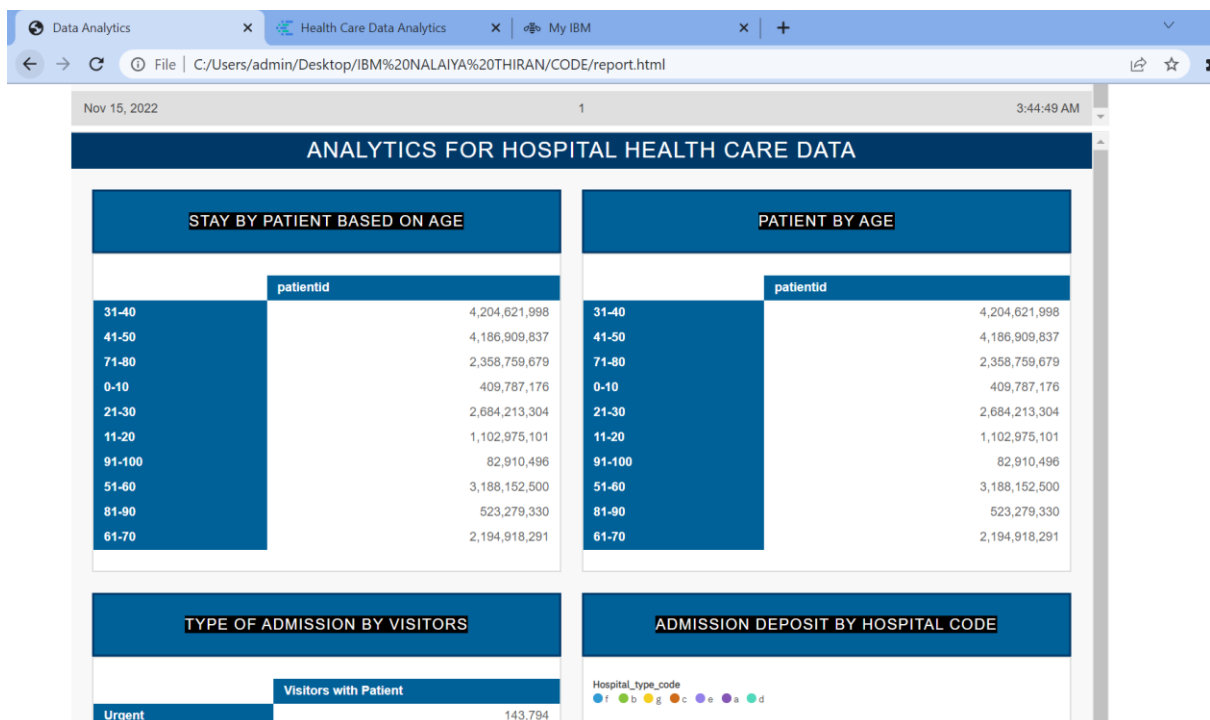 Data Analytics Health Care Data Analytics My IBM
File C:/Users/admin/Desktop/IBM%20NALAIYA%20THIRAN/CODE/report.html
Nov 15, 2022 1 3:44:49 AM
ANALYTICS FOR HOSPITAL HEALTH CARE DATA
STAY BY PATIENT BASED ON AGE
patientid
31-40 4,204,621,998
41-50 4,186,909,837
71-80 2,358,759,679
0-10 409,787,176
21-30 2,684,213,304
11-20 1,102,975,101
91-100 82,910,496
51-60 3,188,152,500
81-90 523,279,330
61-70 2,194,918,291
PATIENT BY AGE
patientid
31-40 4,204,621,998
41-50 4,186,909,837
71-80 2,358,759,679
0-10 409,787,176
21-30 2,684,213,304
11-20 1,102,975,101
91-100 82,910,496
51-60 3,188,152,500
81-90 523,279,330
61-70 2,194,918,291
TYPE OF ADMISSION BY VISITORS
Visitors with Patient
Urgent 143,794
ADMISSION DEPOSIT BY HOSPITAL CODE
Hospital_type_code
f b g c e a d